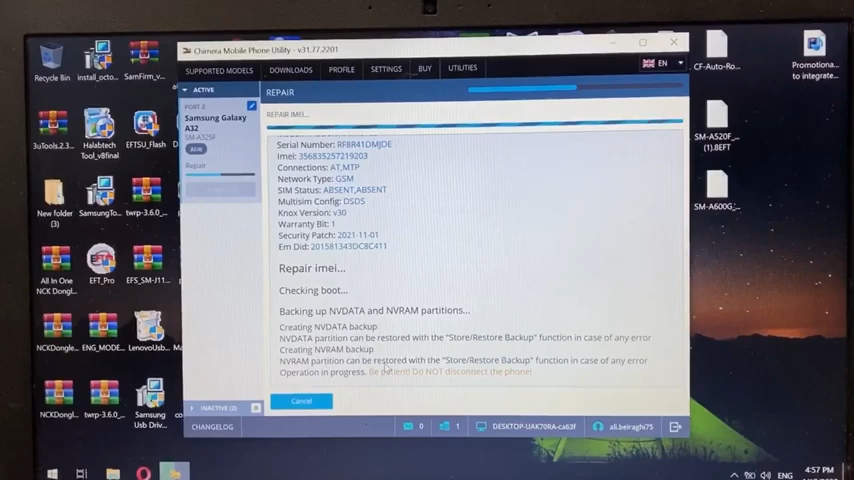 Chimera Mobile Phone Utility - v31.77.2201
SUPPORTED MODELS
DOWNLOADS
PROFILE
SETTINGS
BUY
UTILITIES
EN
ACTIVE
PORT 2
Samsung Galaxy
A32
SM-A325F
Repair
REPAIR
REPAIR IMEI...
Serial Number: RF8R41DMJDE
Imei: 356835257219203
Connections: AT,MTP
Network Type: GSM
SIM Status: ABSENT,ABSENT
Multisim Config: DSDS
Knox Version: v30
Warranty Bit: 1
Security Patch: 2021-11-01
Em Did: 201581343DC8C411
Repair imei...
Checking boot...
Backing up NVDATA and NVRAM partitions...
Creating NVDATA backup
NVDATA partition can be restored with the "Store/Restore Backup" function in case of any error
Creating NVRAM backup
NVRAM partition can be restored with the "Store/Restore Backup" function in case of any error
Operation in progress. Be patient! Do NOT disconnect the phone!
Cancel
INACTIVE (2)
CHANGELOG
0
1
DESKTOP-UAK70RA-ca63f
ali.beiraghi75
Recycle Bin
install_octo...
SamFirm_v...
3uTools.2.3...
Halabtech
Tool_v8final
EFTSU_Flash
New folder
(3)
SamsungTo...
twrp-3.6.0_...
All In One
NCK Dongl...
EFT_Pro
EFS_SM-J11...
NCKDongle...
ENG_MODE...
LenovoUsb...
NCKDongl...
twrp-3.6.0_...
Samsung
Usb Driv...
CF-Auto-Ro...
Promotiona...
to integrate...
SM-A520F_...
).8EFT
SM-A600G_...
ENG
4:57 PM